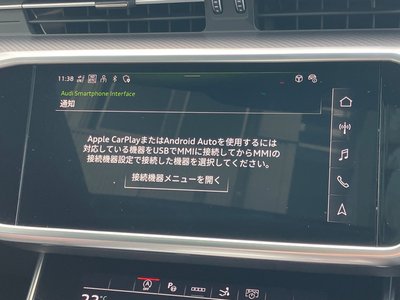 11:38
Audi Smartphone Interface
通知
Apple CarPlayまたはAndroid Autoを使用するには
対応している機器をUSBでMMIに接続してからMMIの
接続機器設定で接続した機器を選択してください。
接続機器メニューを開く